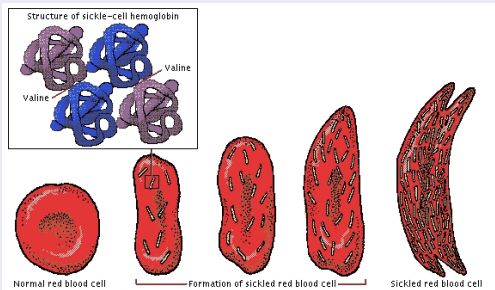 Structure of sickle-cell hemoglobin
Valine
Valine
Normal red blood cell
Formation of sickled red blood cell
Sickled red blood cell